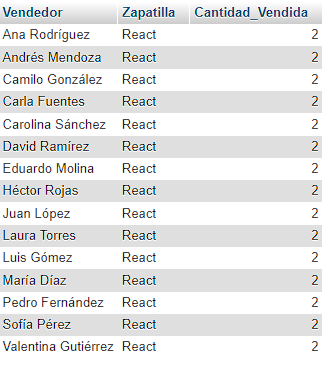 Vendedor Zapatilla Cantidad_Vendida
Ana Rodríguez React 2
Andrés Mendoza React 2
Camilo González React 2
Carla Fuentes React 2
Carolina Sánchez React 2
David Ramírez React 2
Eduardo Molina React 2
Héctor Rojas React 2
Juan López React 2
Laura Torres React 2
Luis Gómez React 2
María Díaz React 2
Pedro Fernández React 2
Sofía Pérez React 2
Valentina Gutiérrez React 2